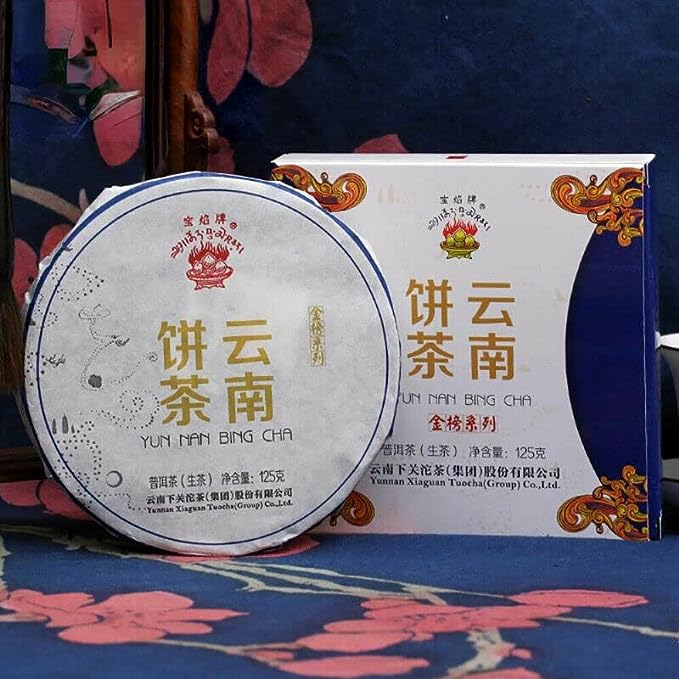 宝焰牌®
云南
饼茶
金榜系列
YUN NAN BING CHA
普洱茶（生茶） 净含量：125克
云南下关沱茶(集团)股份有限公司
Yunnan Xiaguan Tuocha(Group) Co.,Ltd.
宝焰牌®
云南
饼茶
YUN NAN BING CHA
金榜系列
普洱茶（生茶） 净含量：125克
云南下关沱茶(集团)股份有限公司
Yunnan Xiaguan Tuocha(Group) Co.,Ltd.